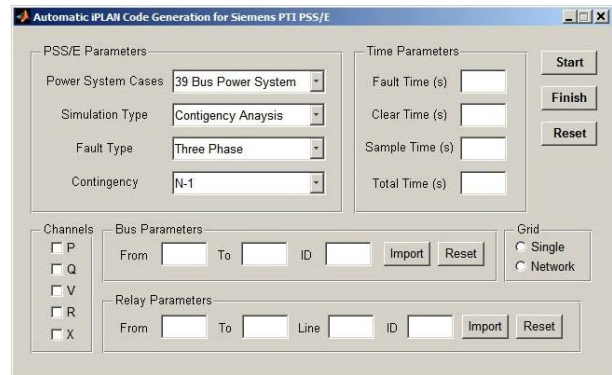 Automatic iPLAN Code Generation for Siemens PTI PSS/E
PSS/E Parameters
Power System Cases 39 Bus Power System
Simulation Type Contigency Anaysis
Fault Type Three Phase
Contingency N-1
Time Parameters
Fault Time (s)
Clear Time (s)
Sample Time (s)
Total Time (s)
Start
Finish
Reset
Channels
P
Q
V
R
X
Bus Parameters
From To ID Import Reset
Grid
Single
Network
Relay Parameters
From To Line ID Import Reset